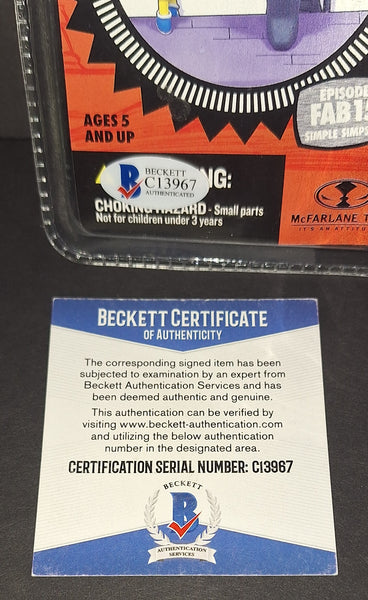 EPISODE
FAB15
SIMPLE SIMPS
AGES 5
AND UP
BECKETT
C13967
AUTHENTICATED
NG:
CHOKING HAZARD - Small parts
Not for children under 3 years
McFARLANE T
IT'S AN ATTITU
BECKETT CERTIFICATE
OF AUTHENTICITY
The corresponding signed item has been
subjected to examination by an expert from
Beckett Authentication Services and has
been deemed authentic and genuine.
This authentication can be verified by
visiting www.beckett-authentication.com
and utilizing the below authentication
number in the designated area.
CERTIFICATION SERIAL NUMBER: C13967
BECKETT
B
AUTHENTICATION
SERVICES